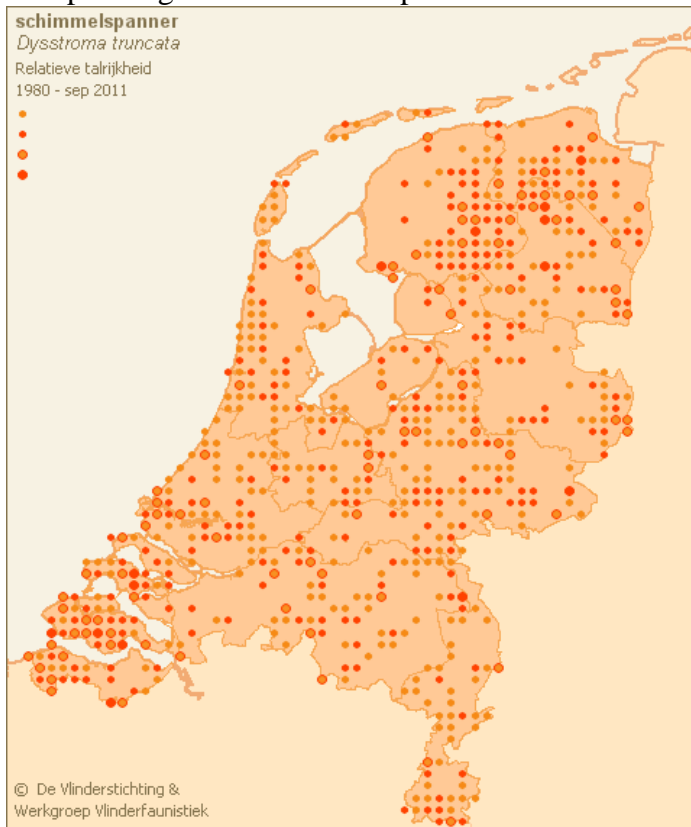 schimmelspanner
Dysstroma truncata
Relatieve talrijkheid
1980 - sep 2011
© De Vlinderstichting &
Werkgroep Vlinderfaunistiek